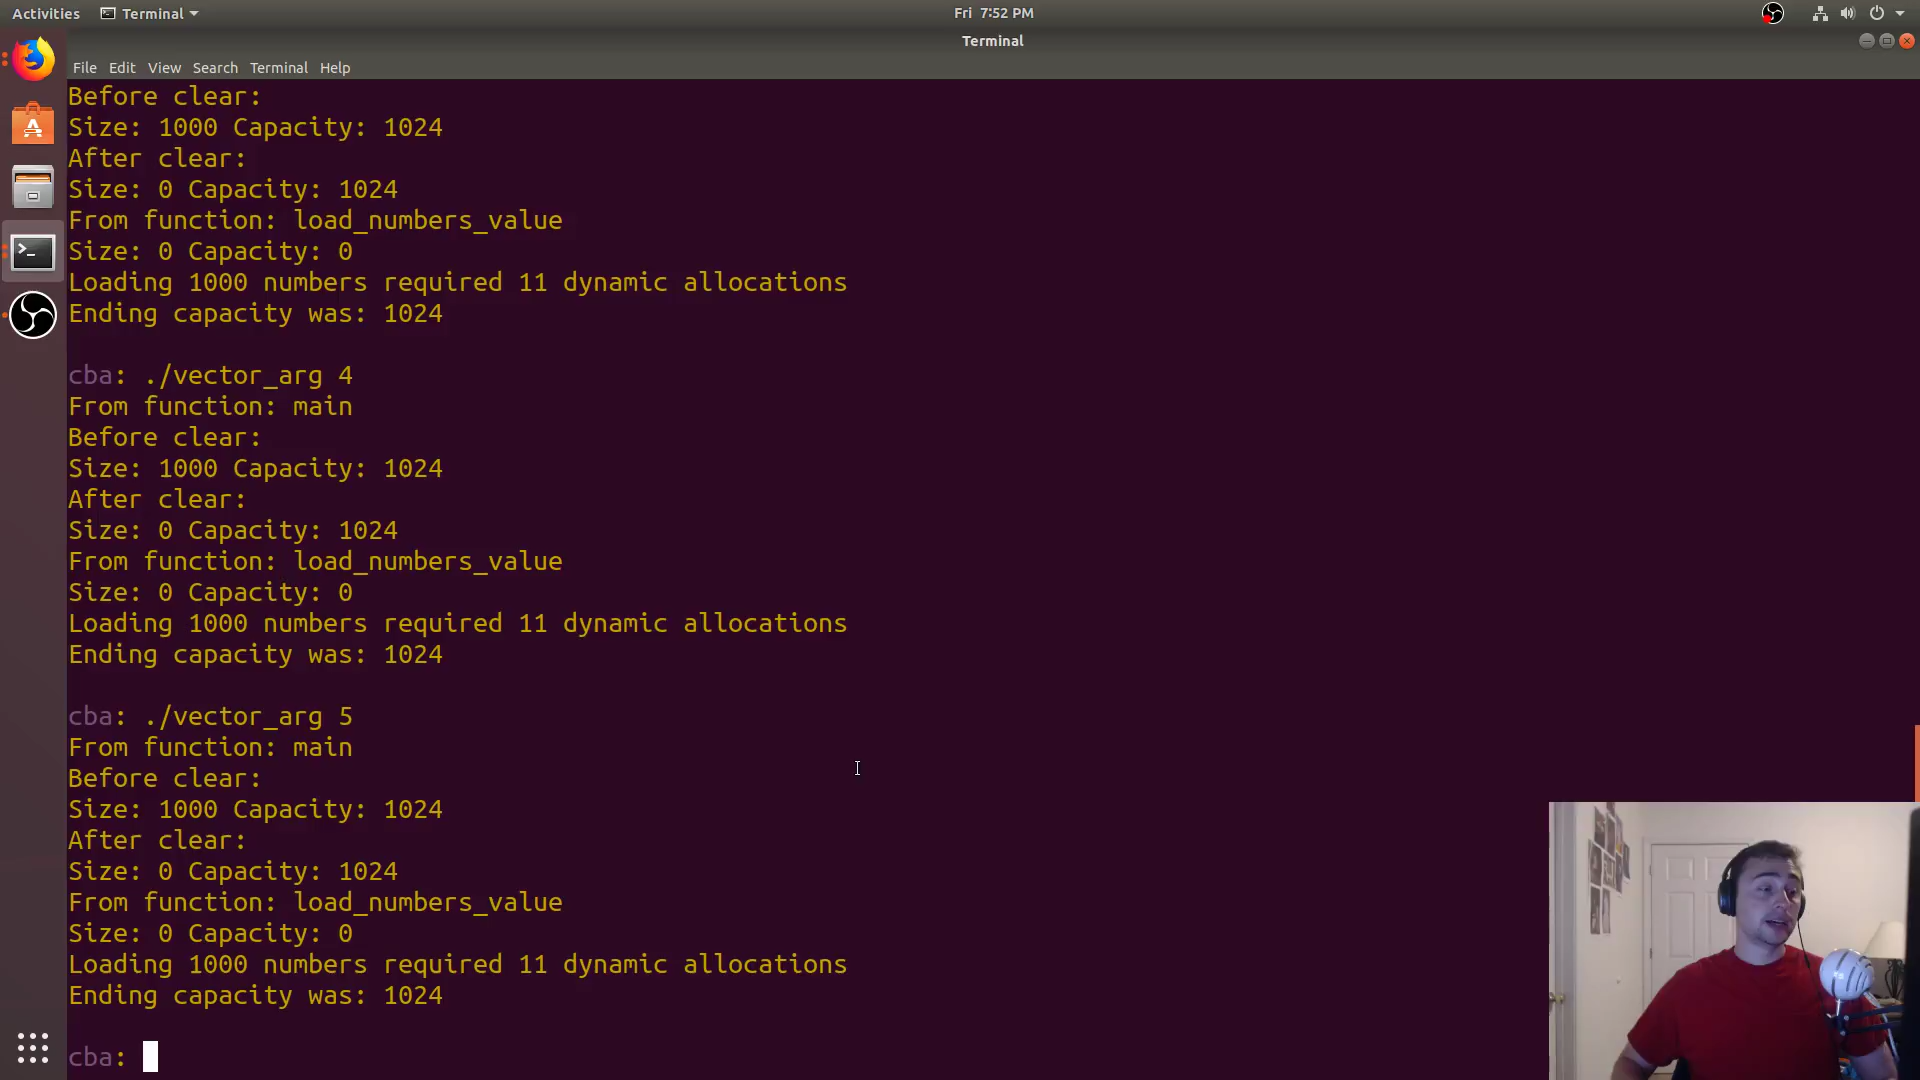 Activities Terminal Fri 7:52 PM
Terminal
File Edit View Search Terminal Help
Before clear:
Size: 1000 Capacity: 1024
After clear:
Size: 0 Capacity: 1024
From function: load_numbers_value
Size: 0 Capacity: 0
Loading 1000 numbers required 11 dynamic allocations
Ending capacity was: 1024
cba: ./vector_arg 4
From function: main
Before clear:
Size: 1000 Capacity: 1024
After clear:
Size: 0 Capacity: 1024
From function: load_numbers_value
Size: 0 Capacity: 0
Loading 1000 numbers required 11 dynamic allocations
Ending capacity was: 1024
cba: ./vector_arg 5
From function: main
Before clear:
Size: 1000 Capacity: 1024
After clear:
Size: 0 Capacity: 1024
From function: load_numbers_value
Size: 0 Capacity: 0
Loading 1000 numbers required 11 dynamic allocations
Ending capacity was: 1024
cba: